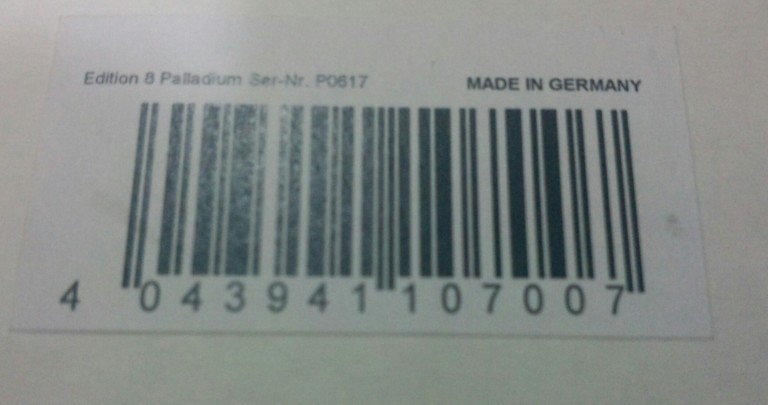 Edition 8 Palladium Ser-Nr. P0617 MADE IN GERMANY
4 043941 107007